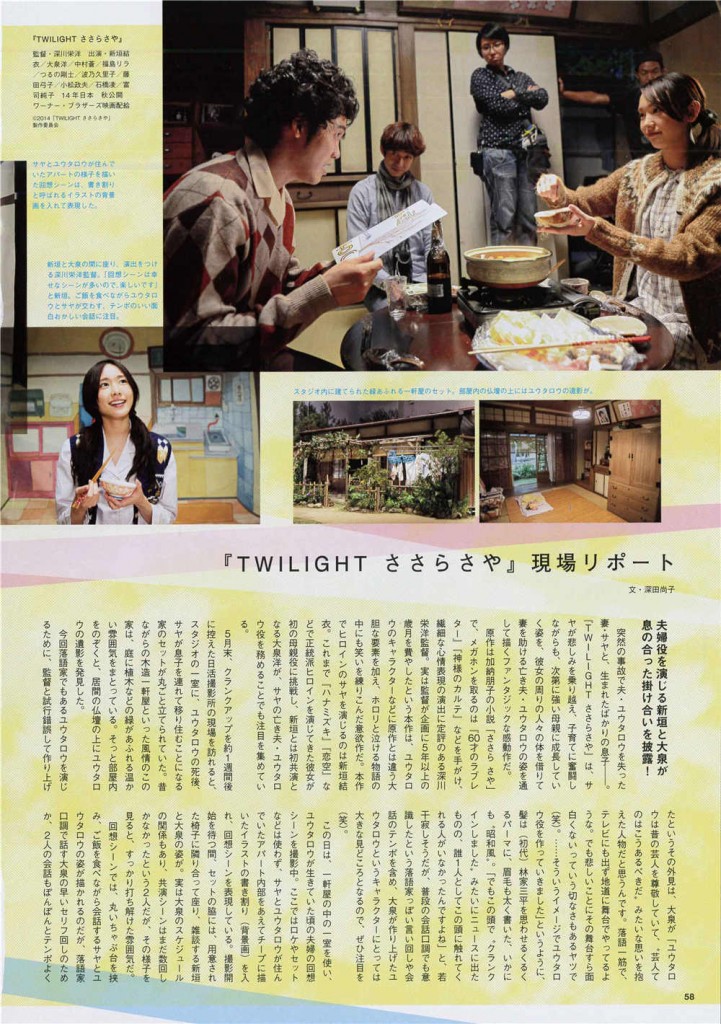 『TWILIGHT ささらさや』
監督・深川栄洋　出演・新垣結
衣／大泉洋／中村蒼／福島リラ
／つるの剛士／波乃久里子／藤
田弓子／小松政夫／石橋凌／富
司純子　14年日本　秋公開
ワーナー・ブラザース映画配給
©2014「TWILIGHT ささらさや」
製作委員会
サヤとユウタロウが住んで
いたアパートの様子を描い
た回想シーンは、書き割り
と呼ばれるイラストの背景
画を入れて表現した。
新垣と大泉の間に座り、演出をつけ
る深川栄洋監督。「回想シーンは幸
せなシーンが多いので、楽しいです」
と新垣。ご飯を食べながらユウタロ
ウとサヤが交わす、テンポのいい面
白おかしい会話に注目。
スタジオ内に建てられた緑あふれる一軒屋のセット。部屋内の仏壇の上にはユウタロウの遺影が。
『TWILIGHT ささらさや』現場リポート
文・深田尚子
夫婦役を演じる新垣と大泉が
息の合った掛け合いを披露！
突然の事故で夫・ユウタロウを失った
妻・サヤと、生まれたばかりの息子──。
『TWILIGHT ささらさや』は、サ
ヤが悲しみを乗り越え、子育てに奮闘し
ながらも、次第に強い母親に成長してい
く姿を、彼女の周りの人々の体を借りて
妻を助ける亡き夫・ユウタロウの姿を通
して描くファンタジックな感動作だ。
原作は加納朋子の小説「ささらさや」
で、メガホンを取るのは『60歳のラブレ
ター』『神様のカルテ』などを手がけ、
繊細な心情表現の演出に定評のある深川
栄洋監督。実は監督が企画に5年以上の
歳月を費やしたという本作は、ユウタロ
ウのキャラクターなどに原作とは違う大
胆な要素を加え、ホロリと泣ける物語の
中にも笑いを練りこんだ意欲作だ。本作
でヒロインのサヤを演じるのは新垣結
衣。これまで『ハナミズキ』『恋空』な
どで正統派ヒロインを演じてきた彼女が
初の母親役に挑戦し、新垣とは初共演と
なる大泉洋が、サヤの亡き夫・ユウタロ
ウ役を務めることでも注目を集めてい
る。
5月末、クランクアップを約1週間後
に控えた日活撮影所の現場を訪れると、
スタジオの一室に、ユウタロウの死後、
サヤが息子を連れて移り住むことになる
家のセットが丸ごと立てられていた。昔
ながらの木造一軒屋といった風情のこの
家は、庭に植木などの緑があふれる温か
い雰囲気をまとっている。そっと部屋内
をのぞくと、居間の仏壇の上にユウタロ
ウの遺影を発見した。
今回落語家でもあるユウタロウを演じ
るために、監督と試行錯誤して作り上げ
たというその外見は、大泉が「ユウタロ
ウは昔の芸人を尊敬していて、“芸人て
のはこうあるべきだ”みたいな思いを抱
えた人物だと思うんです。落語一筋で、
テレビにも出ず地道に舞台でやってるよ
うな。でも悲しいことにその舞台すら面
白くないっていう切なさもあるヤツで
（笑）……そういうイメージでユウタロ
ウ役を作っていきました」というように、
髪は「（初代）林家三平を思わせるくるく
るパーマに、眉毛も太く書いた、いかに
も“昭和風”。「でもこの頭で“クランク
インしました”みたいにニュースに出た
ものの、誰1人としてこの頭に触れてく
れる人がいなかったんですよね」と、若
干寂しそうだが、普段の会話口調でも意
識したという落語家っぽい言い回しや会
話のテンポを含め、大泉が作り上げたユ
ウタロウというキャラクターにとっては
大きな見どころとなるので、ぜひ注目を
（笑）。
この日は、一軒屋の中の一室を使い、
ユウタロウが生きていた頃の夫婦の回想
シーンを撮影中。ここではロケやセット
などは使わず、サヤとユウタロウが住ん
でいたアパート内部をあえてチープに描
いたイラストの書き割り（背景画）を入
れ、回想シーンを表現している。撮影開
始を待つ間、セットの脇には、用意され
た椅子に隣り合って座り、雑談する新垣
と大泉の姿が。実は大泉のスケジュール
の関係もあり、共演シーンはまだ数回し
かなかったという2人だが、その様子を
見ると、すっかり打ち解けた雰囲気だ。
回想シーンでは、丸いちゃぶ台を挟
み、ご飯を食べながら会話するサヤとユ
ウタロウの姿が描かれるのだが、落語家
口調で話す大泉の早いセリフ回しのため
か、2人の会話もぽんぽんとテンポよく
58